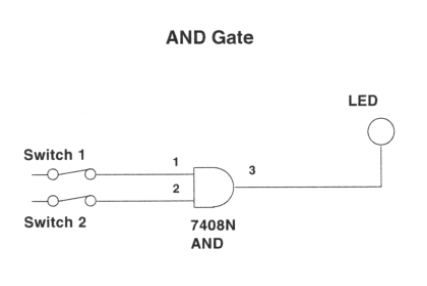 AND Gate
LED
Switch 1
1
3
2
Switch 2
7408N
AND